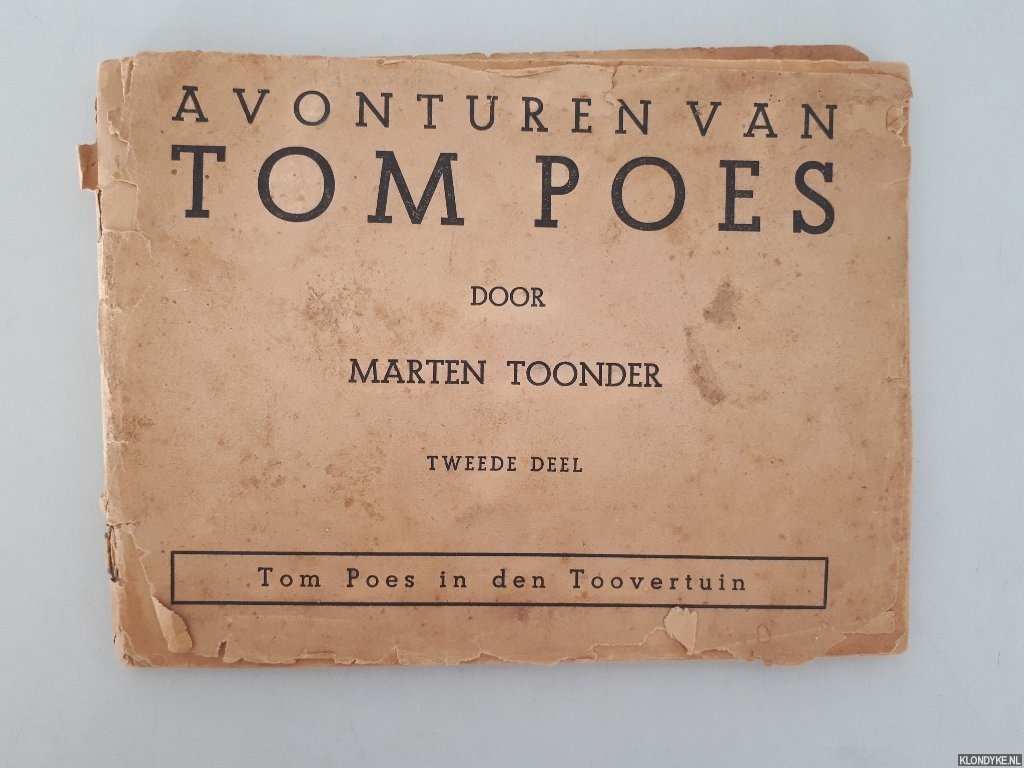 AVONTUREN VAN
TOM POES
DOOR
MARTEN TOONDER
TWEEDE DEEL
Tom Poes in den Toovertuin
KLONDYKE.NL